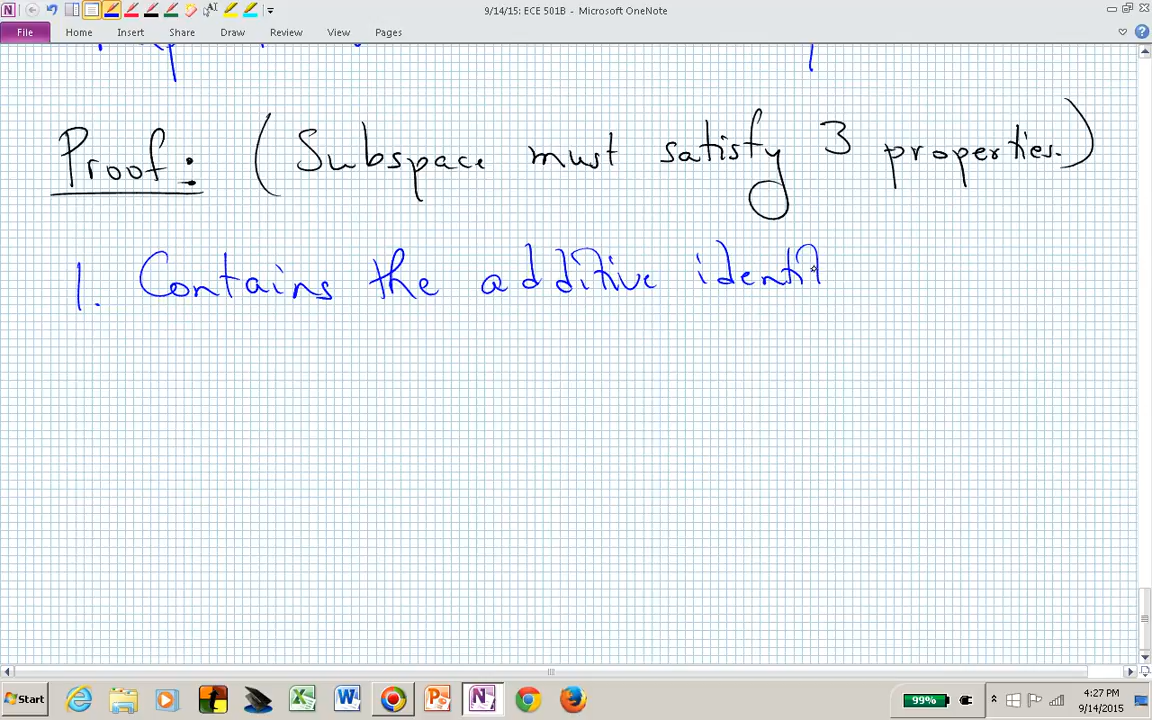 9/14/15: ECE 501B - Microsoft OneNote
File Home Insert Share Draw Review View Pages
Proof: (Subspace must satisfy 3 properties.)
1. Contains the additive identi
Start
99%
4:27 PM
9/14/2015